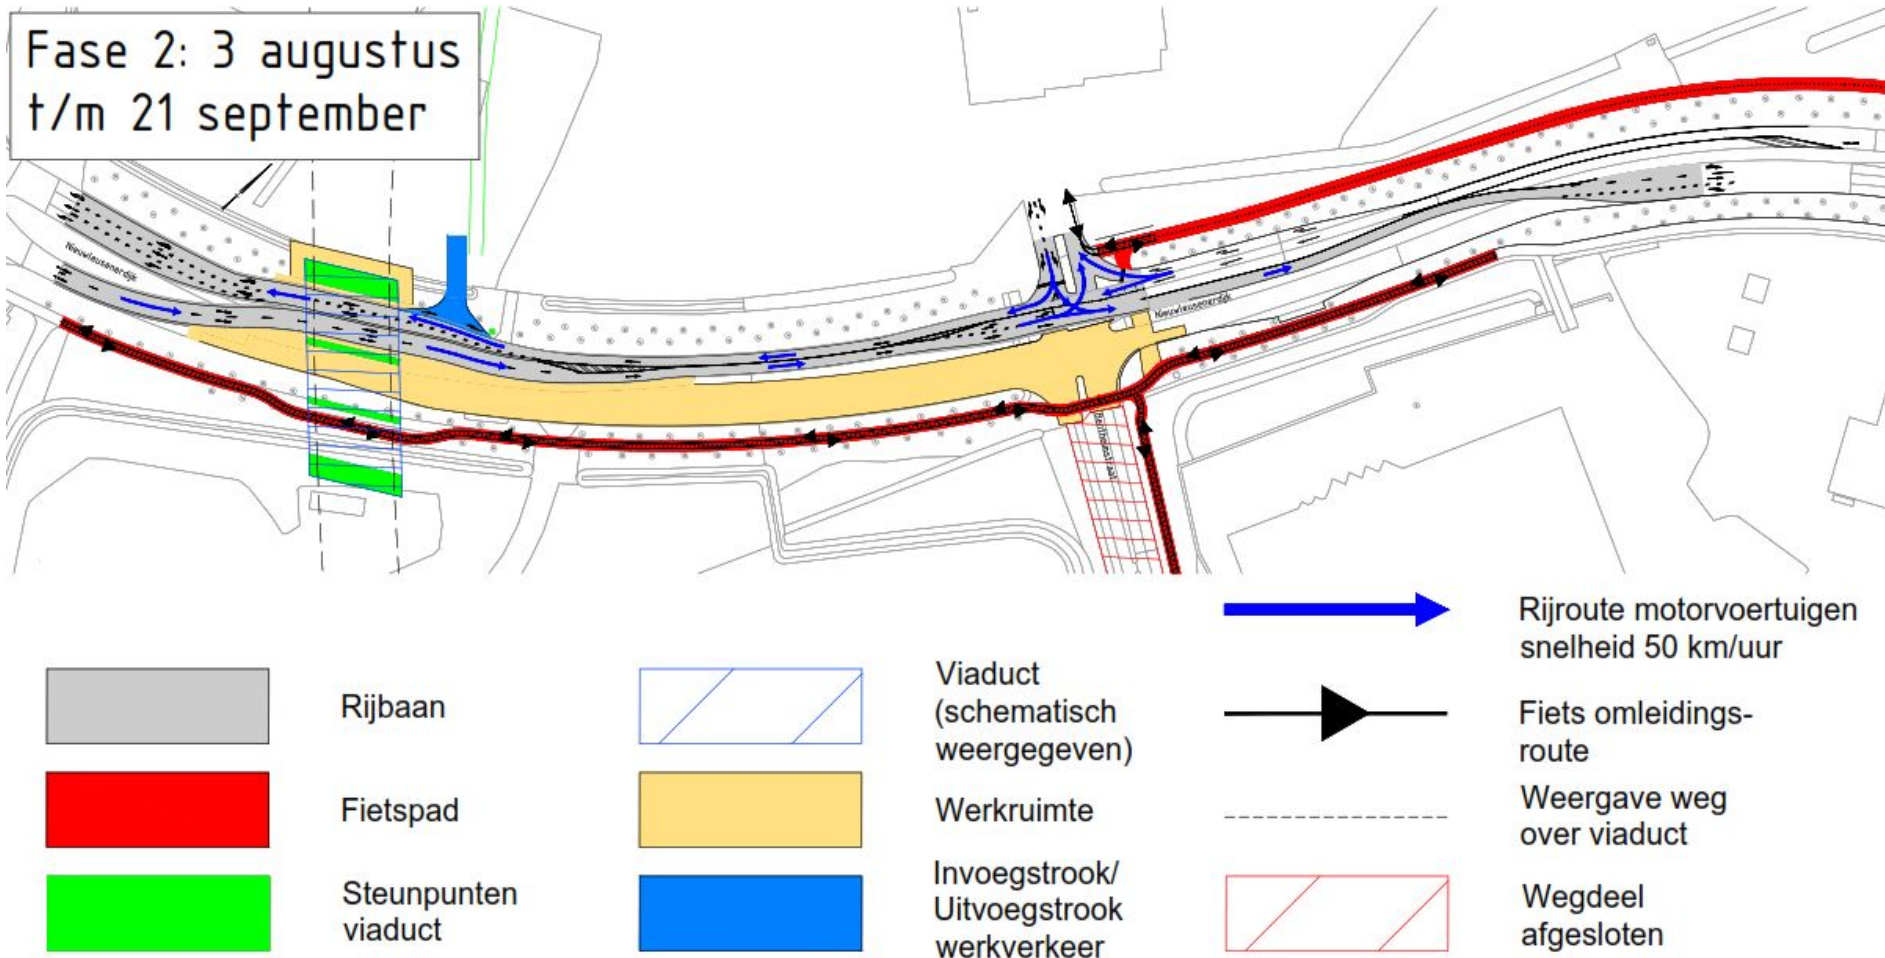 Fase 2: 3 augustus
t/m 21 september
Nieuwleusenerdijk
Nieuwleusenerdijk
Rijbaan
Fietspad
Steunpunten
viaduct
Viaduct
(schematisch
weergegeven)
Werkruimte
Invoegstrook/
Uitvoegstrook
werkverkeer
Rijroute motorvoertuigen
snelheid 50 km/uur
Fiets omleidings-
route
Weergave weg
over viaduct
Wegdeel
afgesloten